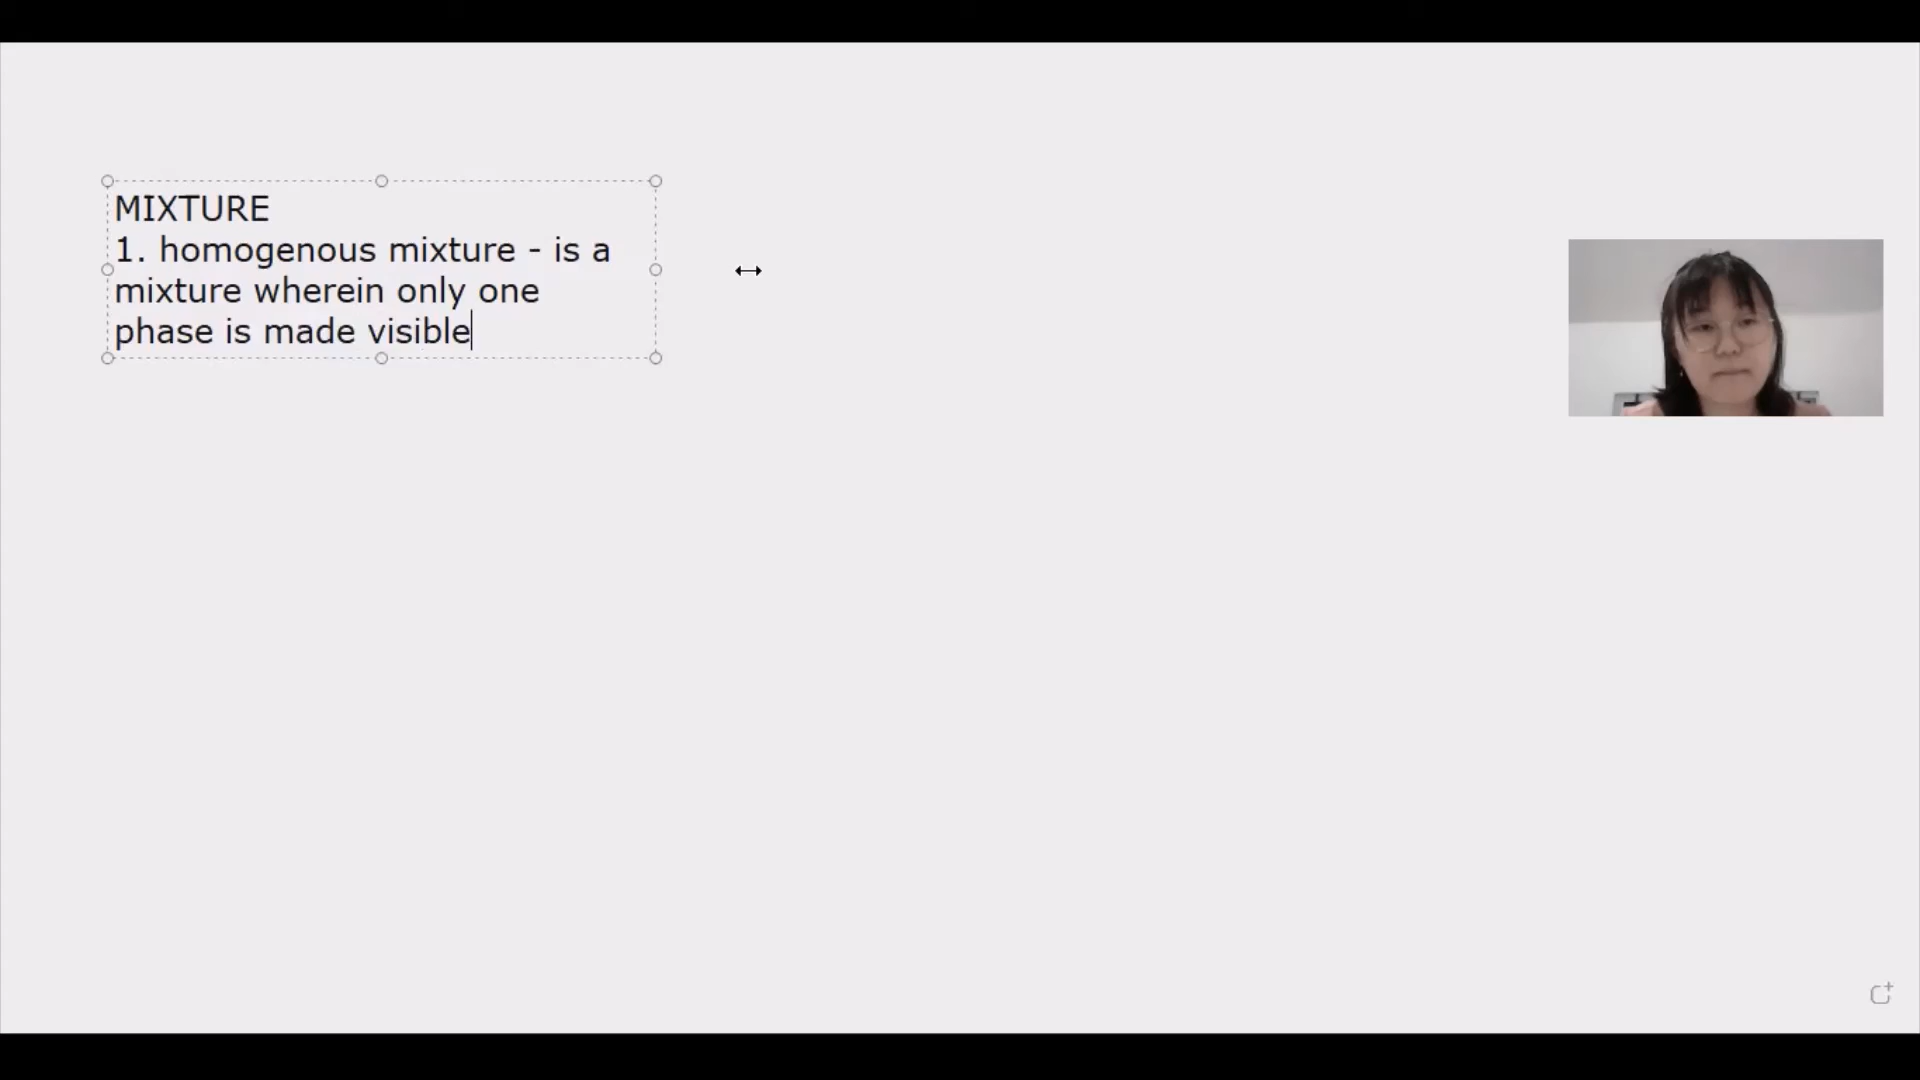 MIXTURE
1. homogenous mixture - is a
mixture wherein only one
phase is made visible